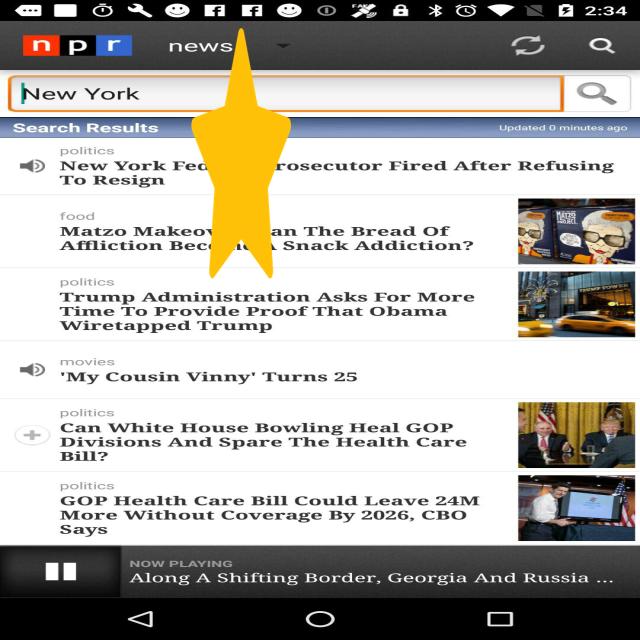 2:34
npr news
New York
Search Results Updated 0 minutes ago
politics
New York Fed rosecutor Fired After Refusing
To Resign
food
Matzo Makeov an The Bread Of
Affliction Bec A Snack Addiction?
politics
Trump Administration Asks For More
Time To Provide Proof That Obama
Wiretapped Trump
movies
'My Cousin Vinny' Turns 25
politics
Can White House Bowling Heal GOP
Divisions And Spare The Health Care
Bill?
politics
GOP Health Care Bill Could Leave 24M
More Without Coverage By 2026, CBO
Says
NOW PLAYING
Along A Shifting Border, Georgia And Russia ...